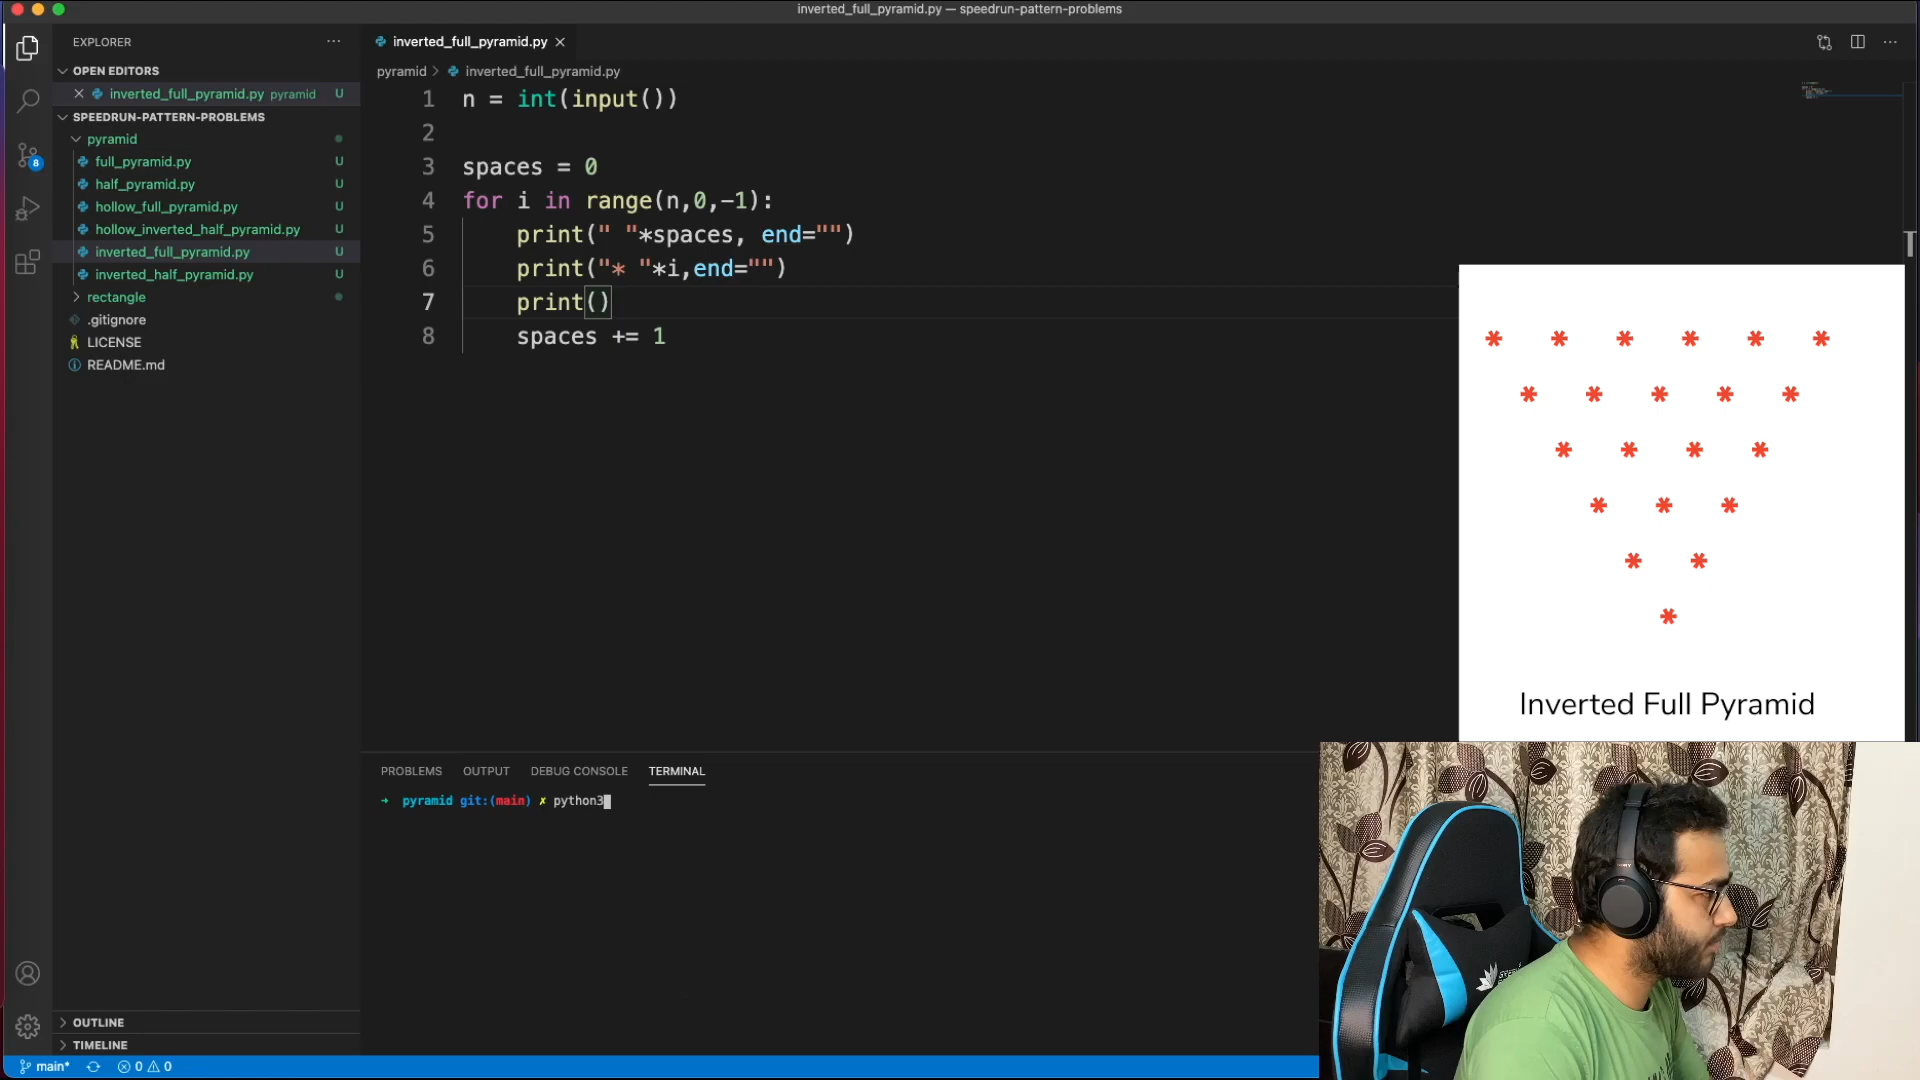 inverted_full_pyramid.py — speedrun-pattern-problems
EXPLORER
OPEN EDITORS
inverted_full_pyramid.py pyramid U
SPEEDRUN-PATTERN-PROBLEMS
pyramid
full_pyramid.py U
half_pyramid.py U
hollow_full_pyramid.py U
hollow_inverted_half_pyramid.py U
inverted_full_pyramid.py U
inverted_half_pyramid.py U
rectangle
.gitignore
LICENSE
README.md
OUTLINE
TIMELINE
8
inverted_full_pyramid.py
pyramid > inverted_full_pyramid.py
1 n = int(input())
2
3 spaces = 0
4 for i in range(n,0,-1):
5 print(" "*spaces, end="")
6 print("* "*i,end="")
7 print()
8 spaces += 1
* * * * * *
* * * * *
* * * *
* * *
* *
*
Inverted Full Pyramid
PROBLEMS OUTPUT DEBUG CONSOLE TERMINAL
➜ pyramid git:(main) ✗ python3
main* 0 0